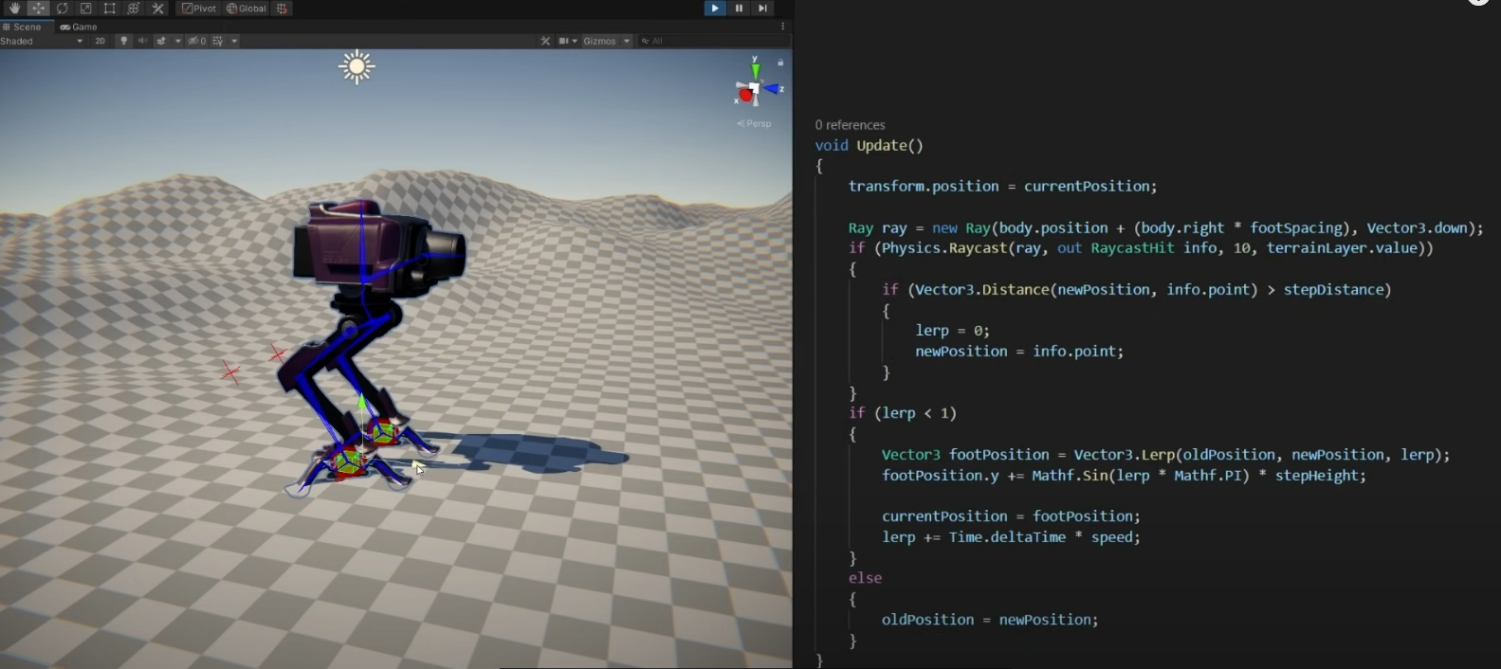 Pivot Global
Scene Game
Shaded 2D 0 Gizmos All
y
z
x
Persp
0 references
void Update()
{
transform.position = currentPosition;
Ray ray = new Ray(body.position + (body.right * footSpacing), Vector3.down);
if (Physics.Raycast(ray, out RaycastHit info, 10, terrainLayer.value))
{
if (Vector3.Distance(newPosition, info.point) > stepDistance)
{
lerp = 0;
newPosition = info.point;
}
}
if (lerp < 1)
{
Vector3 footPosition = Vector3.Lerp(oldPosition, newPosition, lerp);
footPosition.y += Mathf.Sin(lerp * Mathf.PI) * stepHeight;
currentPosition = footPosition;
lerp += Time.deltaTime * speed;
}
else
{
oldPosition = newPosition;
}
}